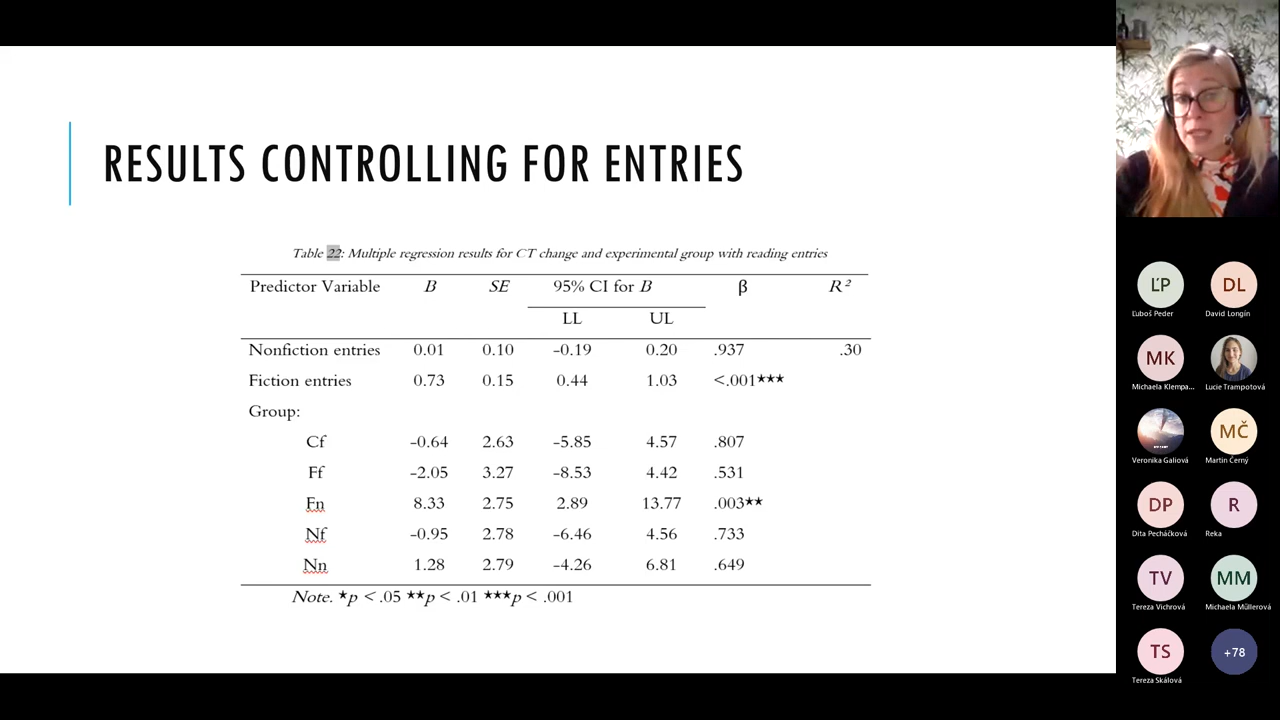 RESULTS CONTROLLING FOR ENTRIES
Table 22: Multiple regression results for CT change and experimental group with reading entries
Predictor Variable B SE 95% CI for B β R²
LL UL
Nonfiction entries 0.01 0.10 -0.19 0.20 .937 .30
Fiction entries 0.73 0.15 0.44 1.03 <.001★★★
Group:
Cf -0.64 2.63 -5.85 4.57 .807
Ff -2.05 3.27 -8.53 4.42 .531
Fn 8.33 2.75 2.89 13.77 .003★★
Nf -0.95 2.78 -6.46 4.56 .733
Nn 1.28 2.79 -4.26 6.81 .649
Note. ★p < .05 ★★p < .01 ★★★p < .001
ĽP DL
Ľuboš Peder David Longín
MK
Michaela Klempa... Lucie Trampotová
MČ
Veronika Galiová Martin Černý
DP R
Dita Pecháčková Reka
TV MM
Tereza Vichrová Michaela Műllerová
TS +78
Tereza Skálová